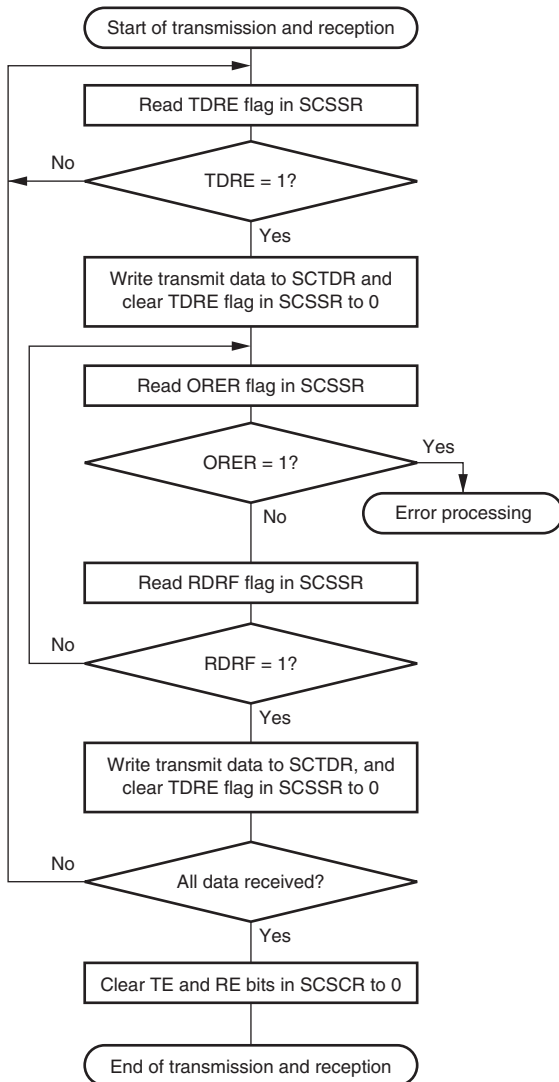 Start of transmission and reception
Read TDRE flag in SCSSR
No
TDRE = 1?
Yes
Write transmit data to SCTDR and
clear TDRE flag in SCSSR to 0
Read ORER flag in SCSSR
Yes
ORER = 1?
Error processing
No
Read RDRF flag in SCSSR
No
RDRF = 1?
Yes
Write transmit data to SCTDR, and
clear TDRE flag in SCSSR to 0
No
All data received?
Yes
Clear TE and RE bits in SCSCR to 0
End of transmission and reception